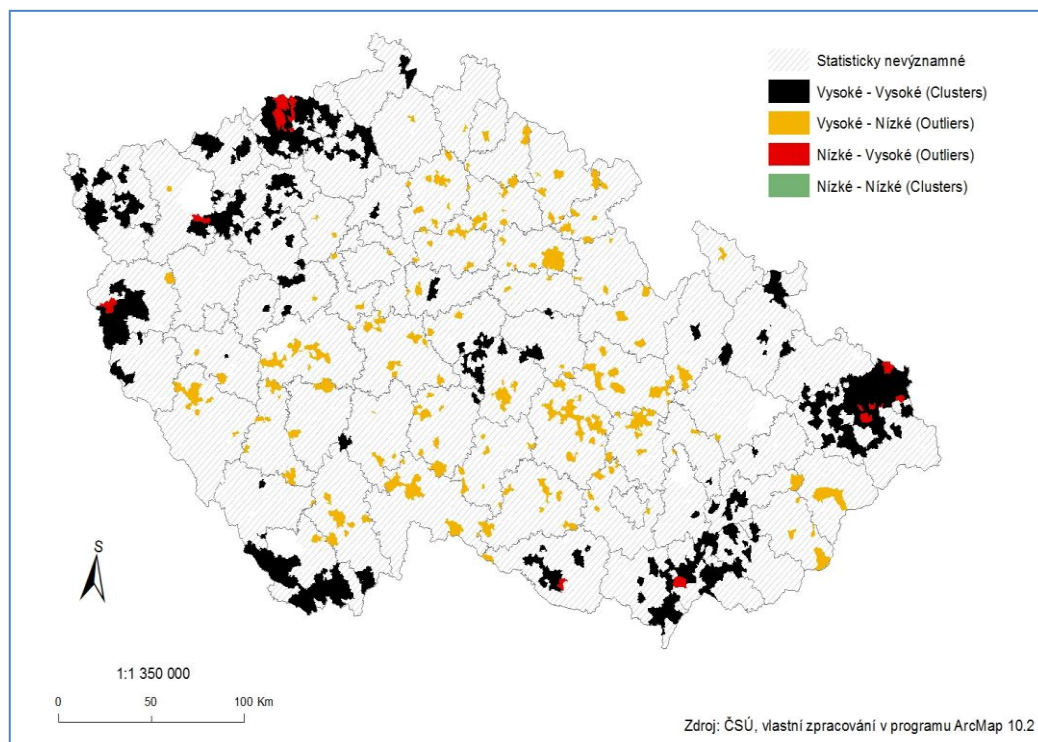 Statisticky nevýznamné
Vysoké - Vysoké (Clusters)
Vysoké - Nízké (Outliers)
Nízké - Vysoké (Outliers)
Nízké - Nízké (Clusters)
S
1:1 350 000
0 50 100 Km
Zdroj: ČSÚ, vlastní zpracování v programu ArcMap 10.2